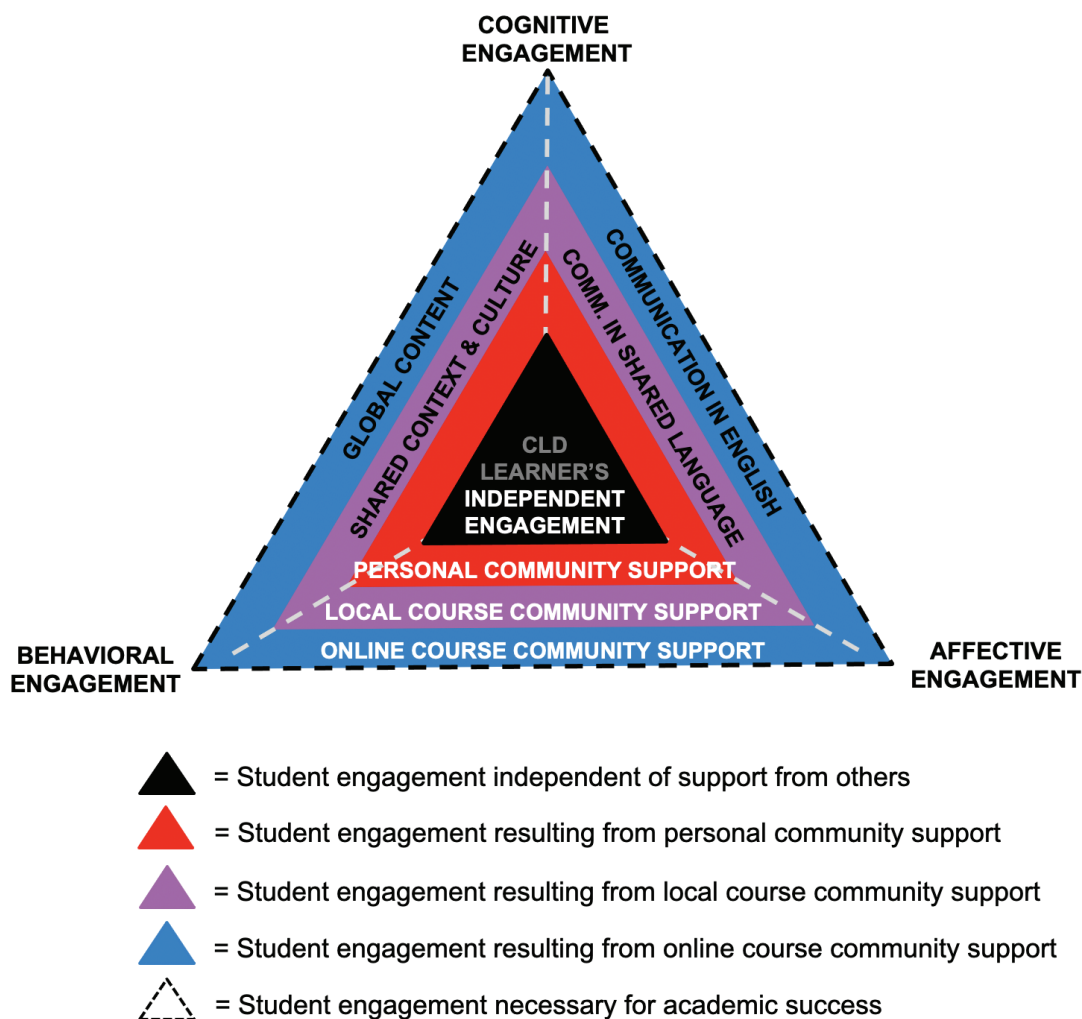 COGNITIVE
ENGAGEMENT
GLOBAL CONTENT
SHARED CONTEXT & CULTURE
COMM. IN SHARED LANGUAGE
COMMUNICATION IN ENGLISH
CLD
LEARNER'S
INDEPENDENT
ENGAGEMENT
PERSONAL COMMUNITY SUPPORT
LOCAL COURSE COMMUNITY SUPPORT
ONLINE COURSE COMMUNITY SUPPORT
BEHAVIORAL
ENGAGEMENT
AFFECTIVE
ENGAGEMENT
= Student engagement independent of support from others
= Student engagement resulting from personal community support
= Student engagement resulting from local course community support
= Student engagement resulting from online course community support
= Student engagement necessary for academic success